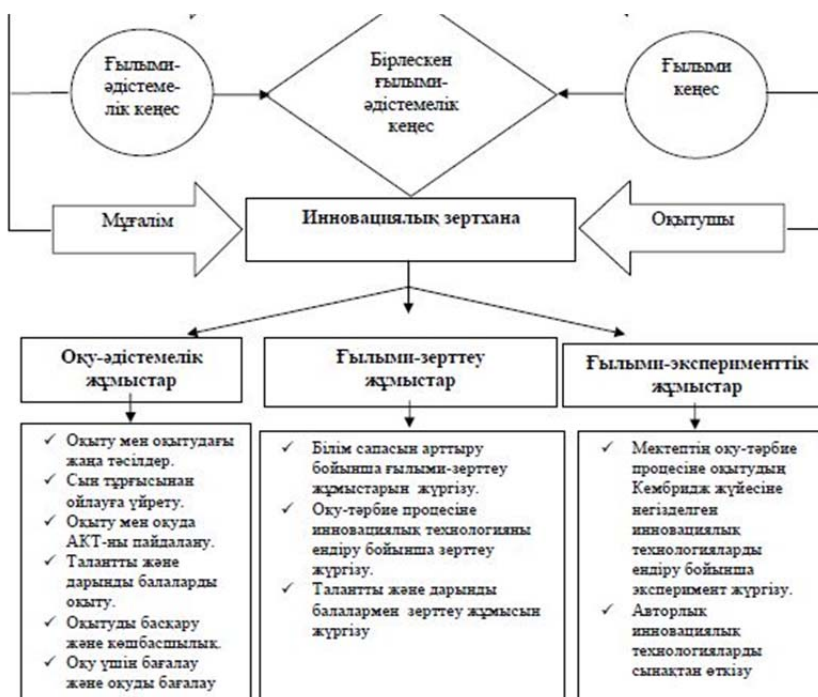 Ғылыми-
әдістеме-
лік кеңес
Бірлескен
ғылыми-
әдістемелік
кеңес
Ғылыми
кеңес
Мұғалім
Инновациялық зертхана
Оқытушы
Оқу-әдістемелік
жұмыстар
Ғылыми-зерттеу
жұмыстар
Ғылыми-эксперименттік
жұмыстар
✓ Оқыту мен оқытудағы
жаңа тәсілдер.
✓ Сын тұрғысынан
ойлауға үйрету.
✓ Оқыту мен оқуда
АКТ-ны пайдалану.
✓ Талантты және
дарынды балаларды
оқыту.
✓ Оқытуды басқару
және көшбасшылық.
✓ Оқу үшін бағалау
және оқуды бағалау
✓ Білім сапасын арттыру
бойынша ғылыми-зерттеу
жұмыстарын жүргізу.
✓ Оқу-тәрбие процесіне
инновациялық технологияны
ендіру бойынша зерттеу
жүргізу.
✓ Талантты және дарынды
балалармен зерттеу жұмысын
жүргізу
✓ Мектептің оқу-тәрбие
процесіне оқытудың
Кембридж жүйесіне
негізделген
инновациялық
технологияларды
ендіру бойынша
эксперимент жүргізу.
✓ Авторлық
инновациялық
технологияларды
сынақтан өткізу